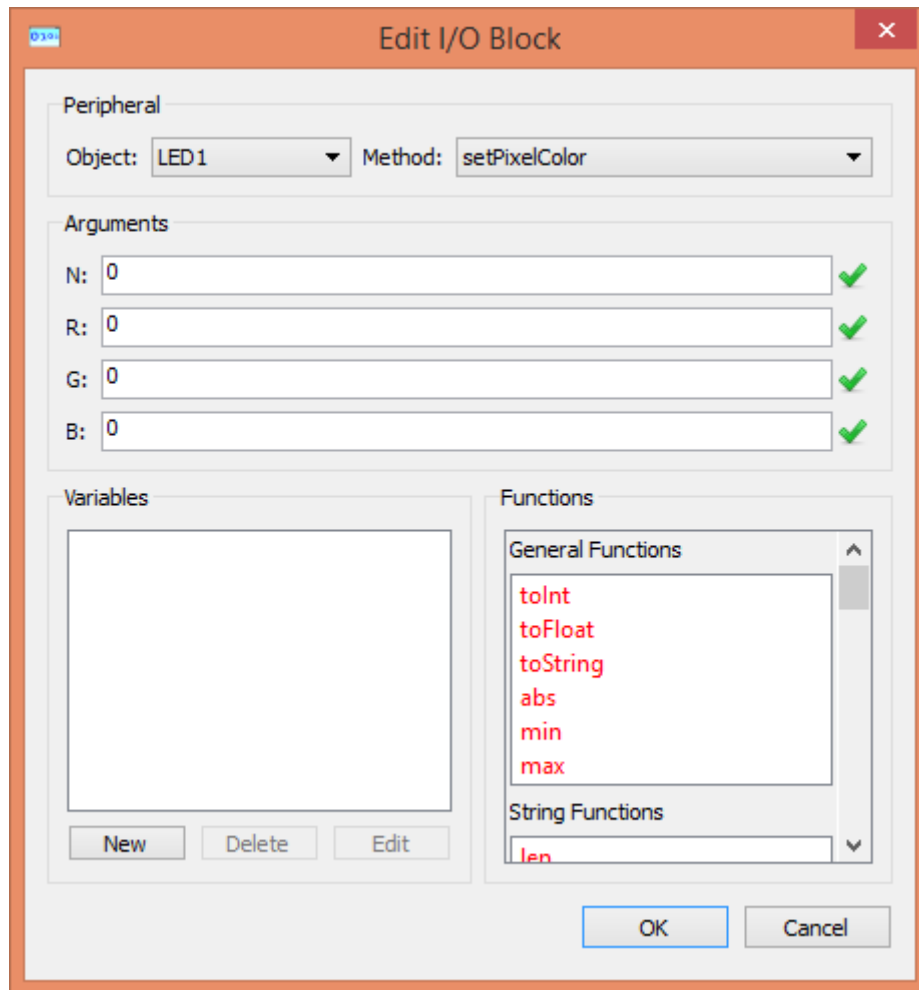 Edit I/O Block
Peripheral
Object: LED1 Method: setPixelColor
Arguments
N: 0
R: 0
G: 0
B: 0
Variables
New Delete Edit
Functions
General Functions
toInt
toFloat
toString
abs
min
max
String Functions
len
OK Cancel